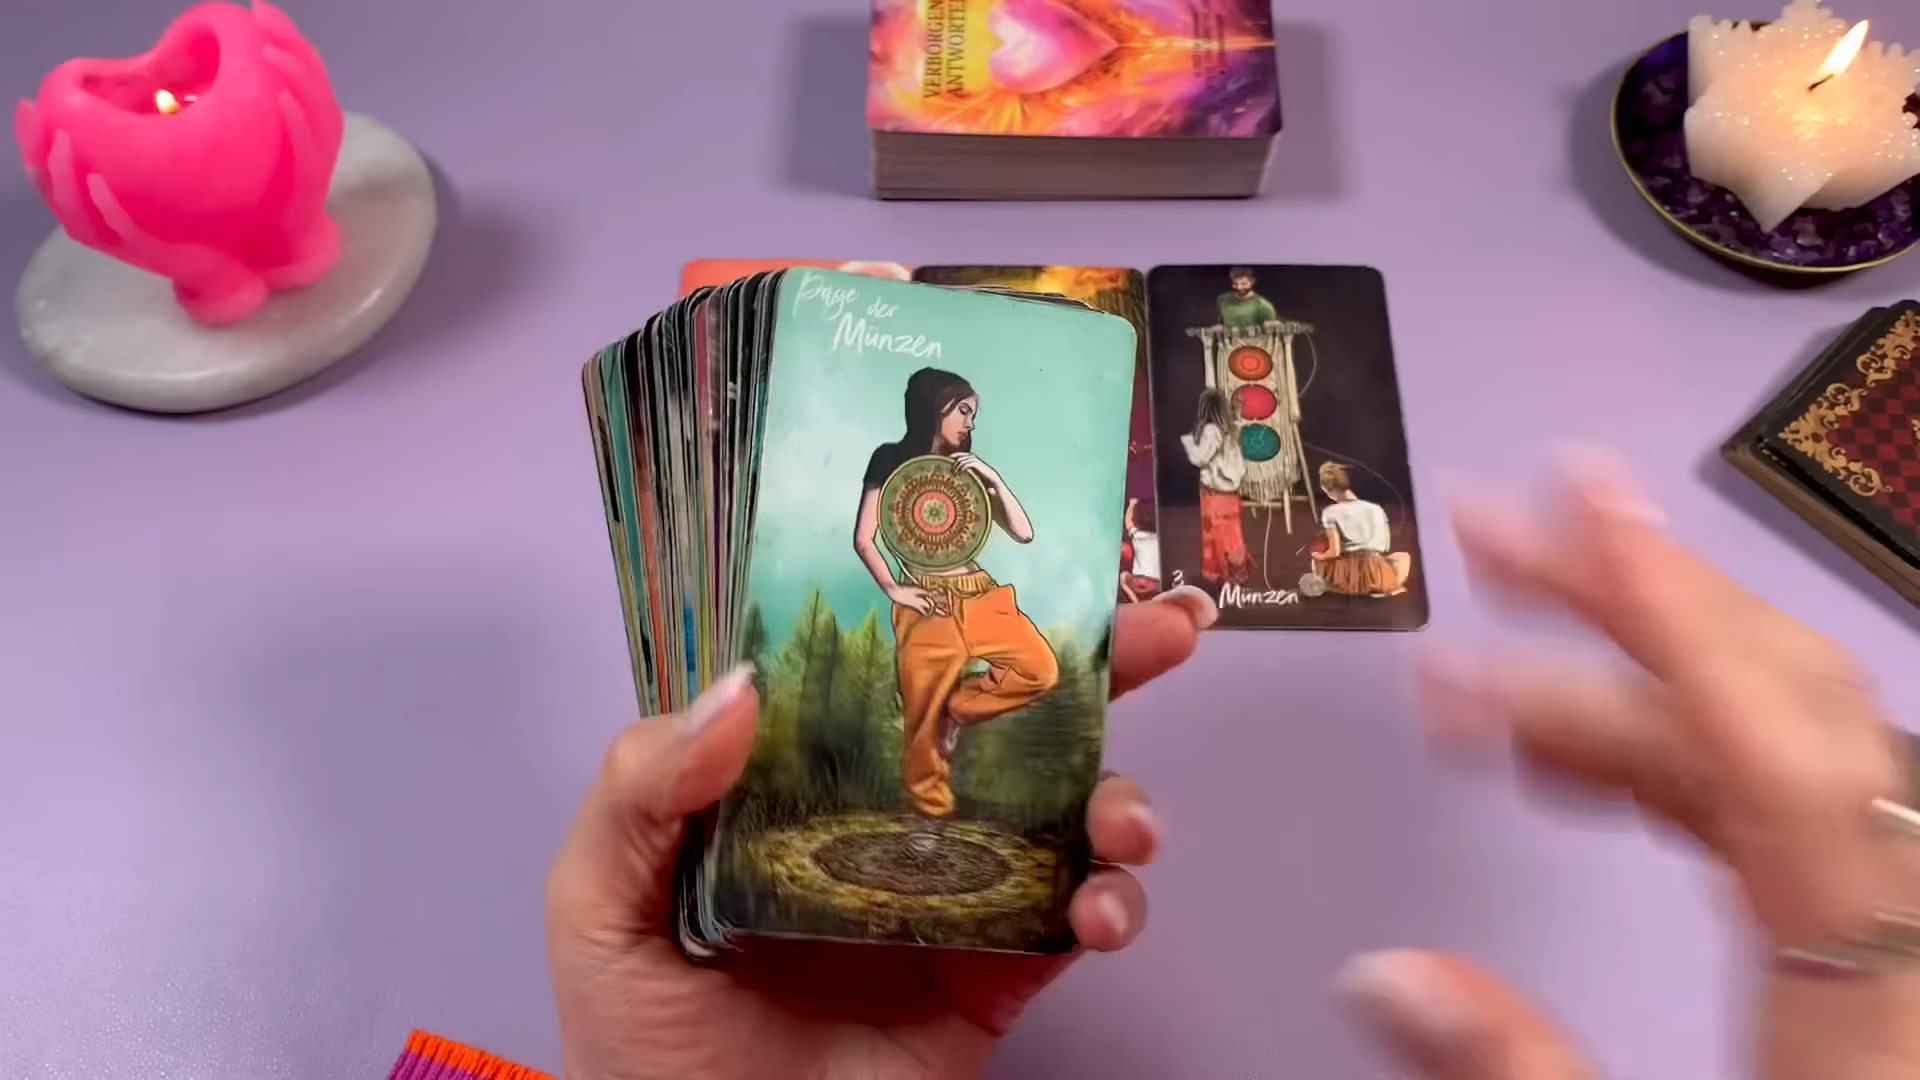 VERBORGENE
ANTWORTEN
Page
der
Münzen
3
Münzen